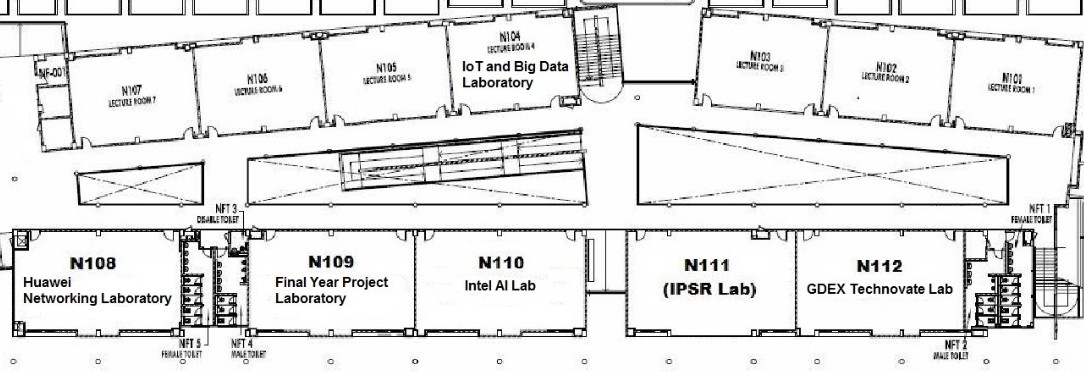 N104
LECTURE ROOM 4
IoT and Big Data
Laboratory
N103
LECTURE ROOM 3
N102
LECTURE ROOM 2
N101
LECTURE ROOM 1
NF-001
N107
LECTURE ROOM 7
N106
LECTURE ROOM 6
N105
LECTURE ROOM 5
NFT 3
DISABLE TOILET
NFT 1
FEMALE TOILET
N108
Huawei
Networking Laboratory
N109
Final Year Project
Laboratory
N110
Intel AI Lab
N111
(IPSR Lab)
N112
GDEX Technovate Lab
NFT 5
FEMALE TOILET
NFT 4
MALE TOILET
NFT 2
MALE TOILET